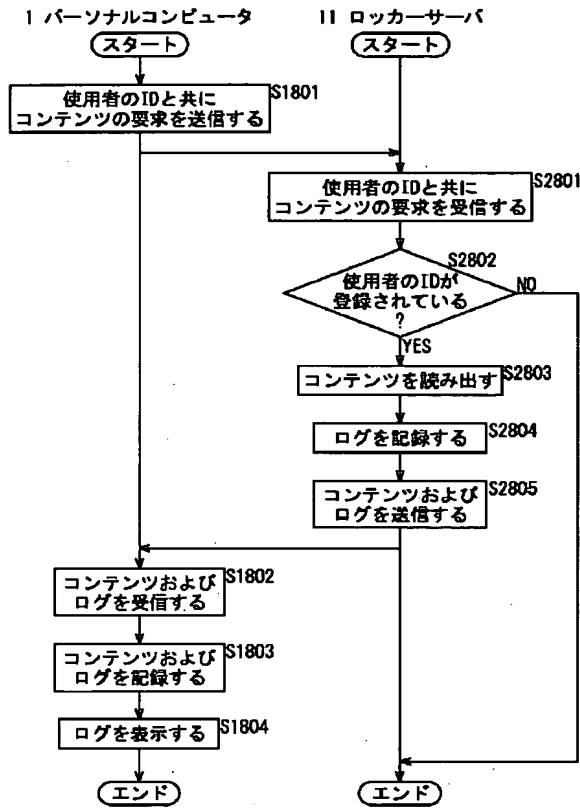 1 パーソナルコンピュータ
スタート
使用者のIDと共に
コンテンツの要求を送信する
S1801
11 ロッカーサーバ
スタート
使用者のIDと共に
コンテンツの要求を受信する
S2801
使用者のIDが
登録されている
?
S2802
NO
YES
コンテンツを読み出す
S2803
ログを記録する
S2804
コンテンツおよび
ログを送信する
S2805
コンテンツおよび
ログを受信する
S1802
コンテンツおよび
ログを記録する
S1803
ログを表示する
S1804
エンド
エンド